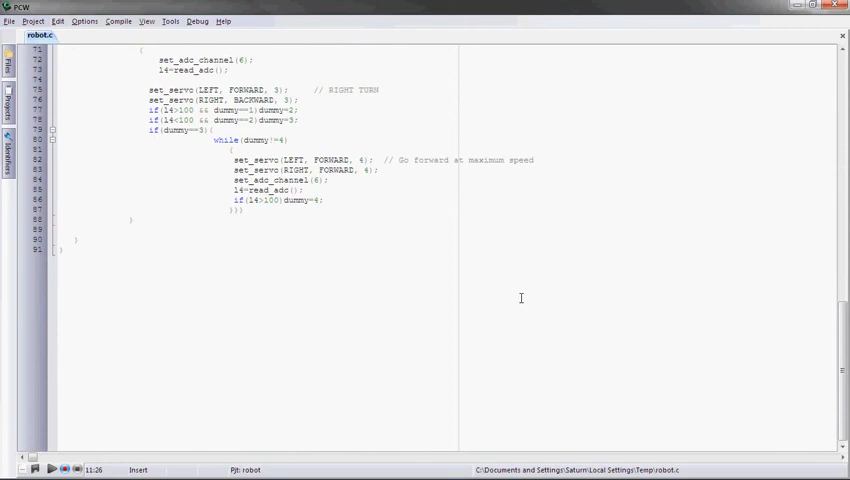 PCW
File Project Edit Options Compile View Tools Debug Help
robot.c
Files
Projects
Identifiers
71 {
72 set_adc_channel(6);
73 l4=read_adc();
74
75 set_servo(LEFT, FORWARD, 3); // RIGHT TURN
76 set_servo(RIGHT, BACKWARD, 3);
77 if(l4>100 && dummy==1)dummy=2;
78 if(l4<100 && dummy==2)dummy=3;
79 if(dummy==3){
80 while(dummy!=4)
81 {
82 set_servo(LEFT, FORWARD, 4); // Go forward at maximum speed
83 set_servo(RIGHT, FORWARD, 4);
84 set_adc_channel(6);
85 l4=read_adc();
86 if(l4>100)dummy=4;
87 }}}
88 }
89
90 }
91 }
11:26 Insert Pjt: robot C:\Documents and Settings\Saturn\Local Settings\Temp\robot.c